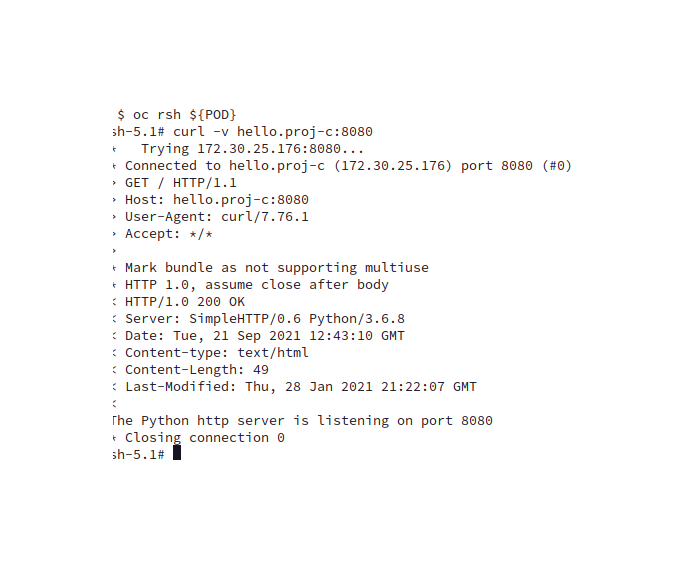 $ oc rsh ${POD}
sh-5.1# curl -v hello.proj-c:8080
*   Trying 172.30.25.176:8080...
* Connected to hello.proj-c (172.30.25.176) port 8080 (#0)
> GET / HTTP/1.1
> Host: hello.proj-c:8080
> User-Agent: curl/7.76.1
> Accept: */*
>
* Mark bundle as not supporting multiuse
* HTTP 1.0, assume close after body
< HTTP/1.0 200 OK
< Server: SimpleHTTP/0.6 Python/3.6.8
< Date: Tue, 21 Sep 2021 12:43:10 GMT
< Content-type: text/html
< Content-Length: 49
< Last-Modified: Thu, 28 Jan 2021 21:22:07 GMT
<
The Python http server is listening on port 8080
* Closing connection 0
sh-5.1#